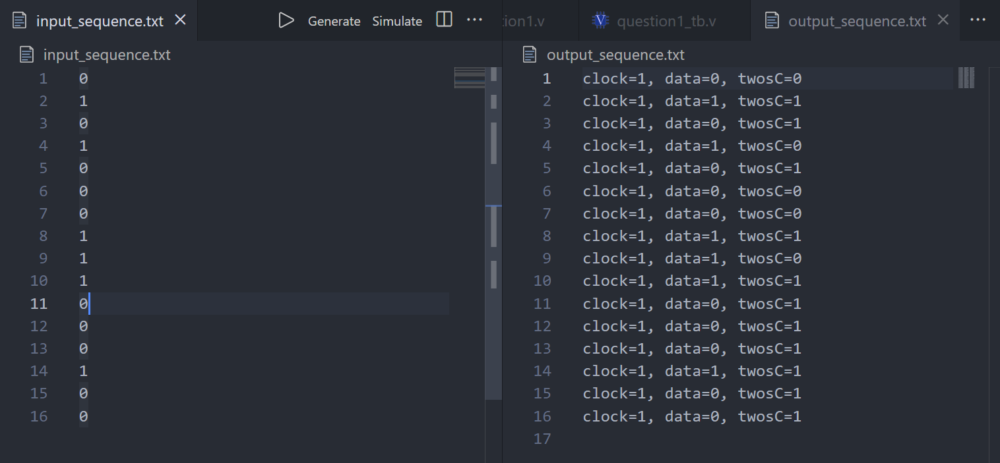 input_sequence.txt Generate Simulate ··· tion1.v question1_tb.v output_sequence.txt ···
input_sequence.txt
1 0
2 1
3 0
4 1
5 0
6 0
7 0
8 1
9 1
10 1
11 0
12 0
13 0
14 1
15 0
16 0
output_sequence.txt
1 clock=1, data=0, twosC=0
2 clock=1, data=1, twosC=1
3 clock=1, data=0, twosC=1
4 clock=1, data=1, twosC=0
5 clock=1, data=0, twosC=1
6 clock=1, data=0, twosC=0
7 clock=1, data=0, twosC=0
8 clock=1, data=1, twosC=1
9 clock=1, data=1, twosC=0
10 clock=1, data=1, twosC=1
11 clock=1, data=0, twosC=1
12 clock=1, data=0, twosC=1
13 clock=1, data=0, twosC=1
14 clock=1, data=1, twosC=1
15 clock=1, data=0, twosC=1
16 clock=1, data=0, twosC=1
17